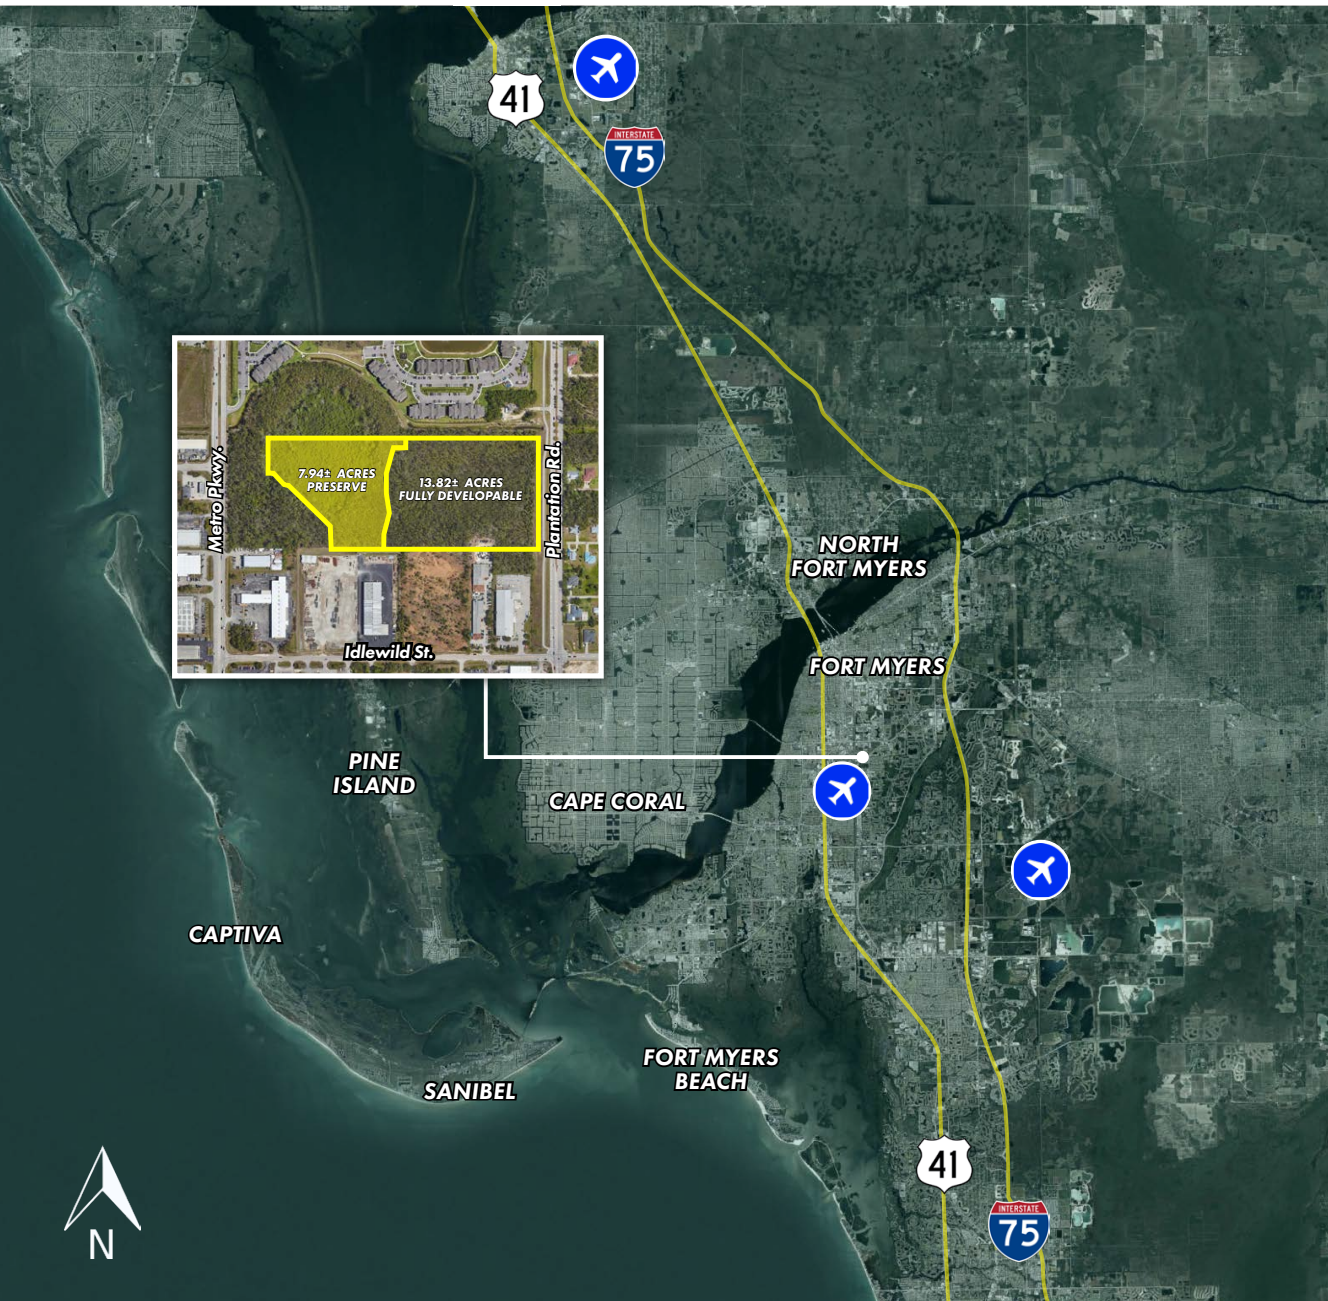 41
INTERSTATE
75
Metro Pkwy.
7.94± ACRES
PRESERVE
13.82± ACRES
FULLY DEVELOPABLE
Plantation Rd.
Idlewild St.
NORTH
FORT MYERS
FORT MYERS
PINE
ISLAND
CAPE CORAL
CAPTIVA
FORT MYERS
BEACH
SANIBEL
41
INTERSTATE
75
N